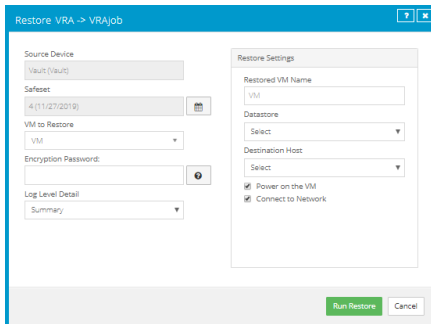 Restore VRA -> VRAjob
?
×
Source Device
Vault (Vault)
Safeset
4 (11/27/2019)
VM to Restore
VM
Encryption Password:
?
Log Level Detail
Summary
Restore Settings
Restored VM Name
VM
Datastore
Select
Destination Host
Select
Power on the VM
Connect to Network
Run Restore
Cancel